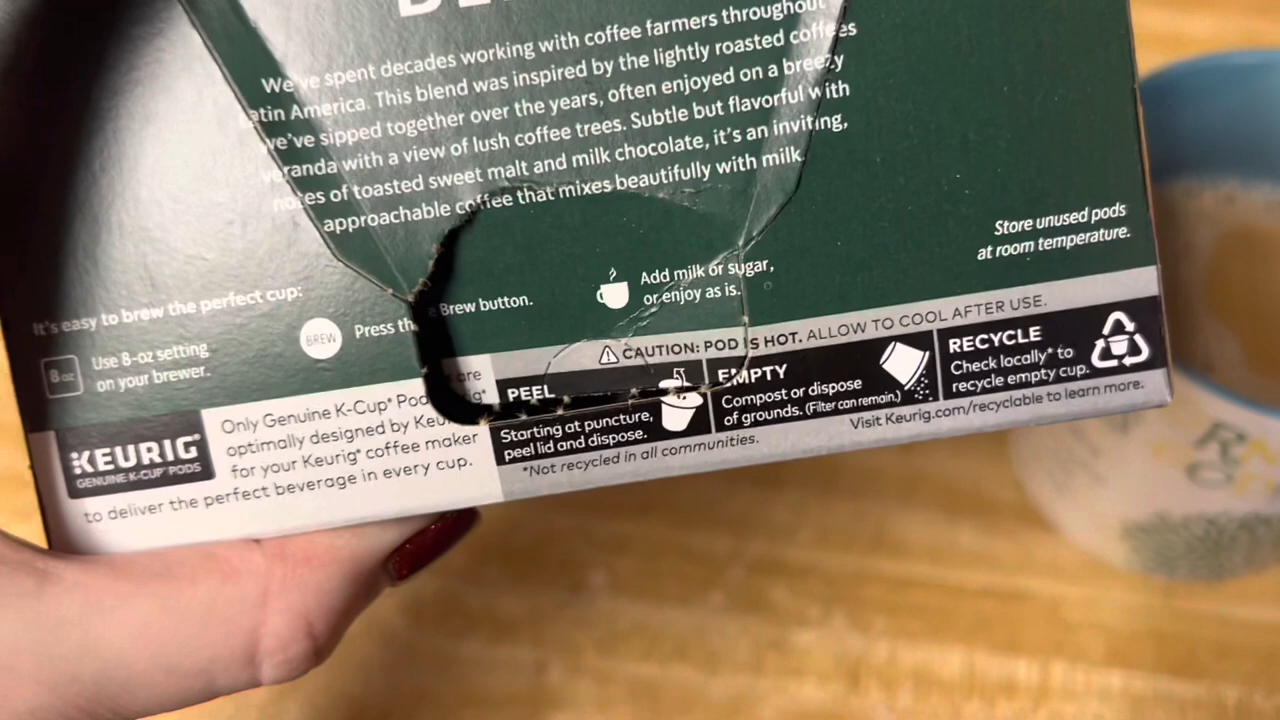 We've spent decades working with coffee farmers throughout
Latin America. This blend was inspired by the lightly roasted coffees
we've sipped together over the years, often enjoyed on a breezy
veranda with a view of lush coffee trees. Subtle but flavorful with
notes of toasted sweet malt and milk chocolate, it's an inviting,
approachable coffee that mixes beautifully with milk.
Store unused pods
at room temperature.
It's easy to brew the perfect cup:
8 oz
Use 8-oz setting
on your brewer.
BREW
Press the Brew button.
Add milk or sugar,
or enjoy as is.
KEURIG®
GENUINE K-CUP® PODS
Only Genuine K-Cup® Pods are
optimally designed by Keurig®
for your Keurig® coffee maker
to deliver the perfect beverage in every cup.
CAUTION: POD IS HOT. ALLOW TO COOL AFTER USE.
PEEL
Starting at puncture,
peel lid and dispose.
EMPTY
Compost or dispose
of grounds. (Filter can remain.)
RECYCLE
Check locally* to
recycle empty cup.
*Not recycled in all communities.
Visit Keurig.com/recyclable to learn more.